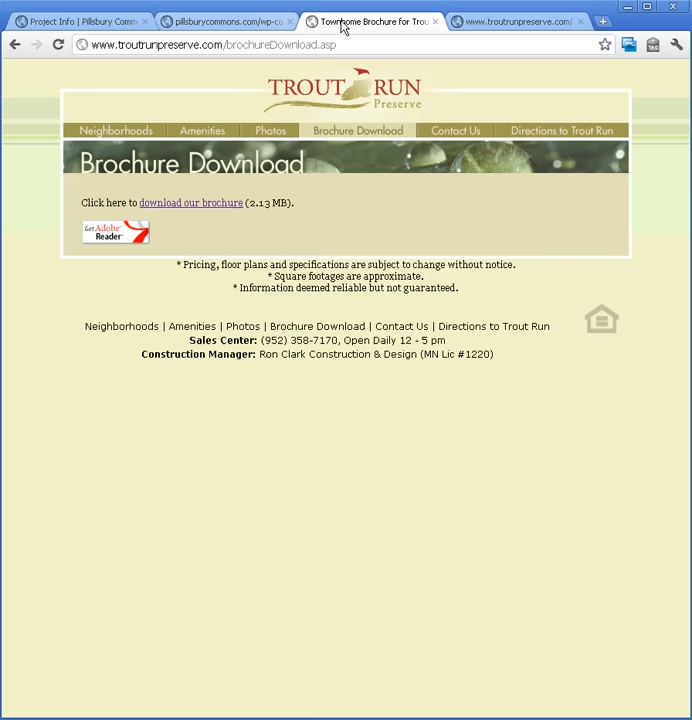 Project Info | Pillsbury Comm
pillsburycommons.com/wp-co
Townhome Brochure for Trou
www.troutrunpreserve.com/
www.troutrunpreserve.com/brochureDownload.asp
TAG
TROUT RUN
Preserve
Neighborhoods
Amenities
Photos
Brochure Download
Contact Us
Directions to Trout Run
Brochure Download
Click here to download our brochure (2.13 MB).
Get Adobe®
Reader®
* Pricing, floor plans and specifications are subject to change without notice.
* Square footages are approximate.
* Information deemed reliable but not guaranteed.
Neighborhoods | Amenities | Photos | Brochure Download | Contact Us | Directions to Trout Run
Sales Center: (952) 358-7170, Open Daily 12 - 5 pm
Construction Manager: Ron Clark Construction & Design (MN Lic #1220)